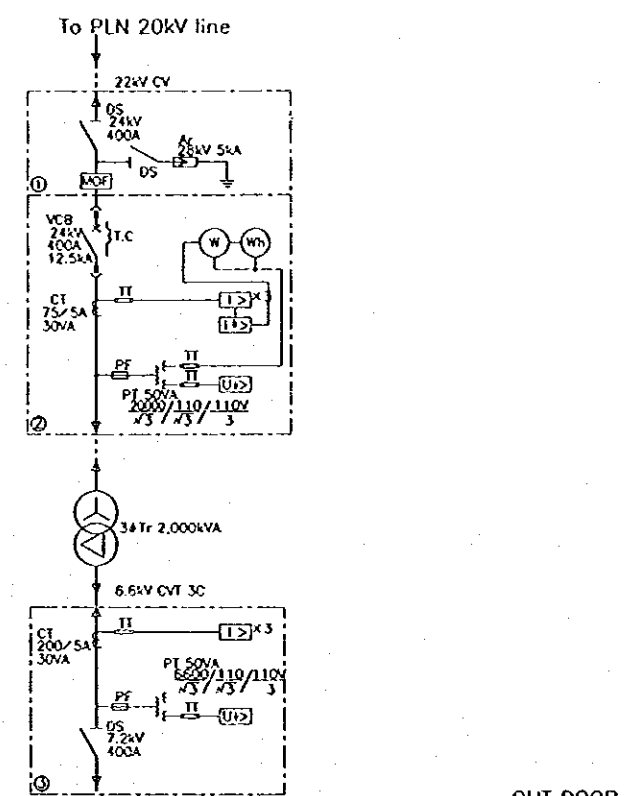 To PLN 20kV line
22kV CV
DS
24kV
400A
Ar
28kV 5kA
DS
MOF
①
VCB
24kV
400A
12.5kA
T.C
W
Wh
CT
75/5A
30VA
TT
I>
×3
I⏚>
PF
TT
TT
U⏚>
PT 50VA
20000/110/110V
√3/√3/3
②
3φTr 2,000kVA
6.6kV CVT 3C
CT
200/5A
30VA
TT
I>
×3
PT 50VA
6600/110/110V
√3/√3/3
PF
TT
U⏚>
DS
7.2kV
400A
③